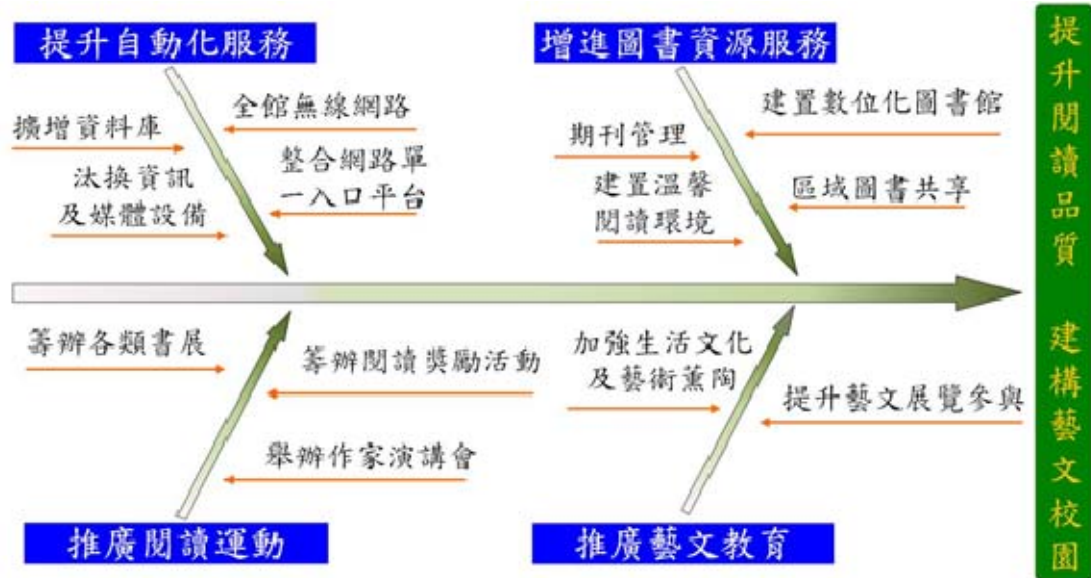 提升自動化服務
擴增資料庫
汰換資訊
及媒體設備
全館無線網路
整合網路單
一入口平台
增進圖書資源服務
期刊管理
建置溫馨
閱讀環境
建置數位化圖書館
區域圖書共享
籌辦各類書展
籌辦閱讀獎勵活動
舉辦作家演講會
推廣閱讀運動
加強生活文化
及藝術薰陶
提升藝文展覽參與
推廣藝文教育
提升閱讀品質 建構藝文校園